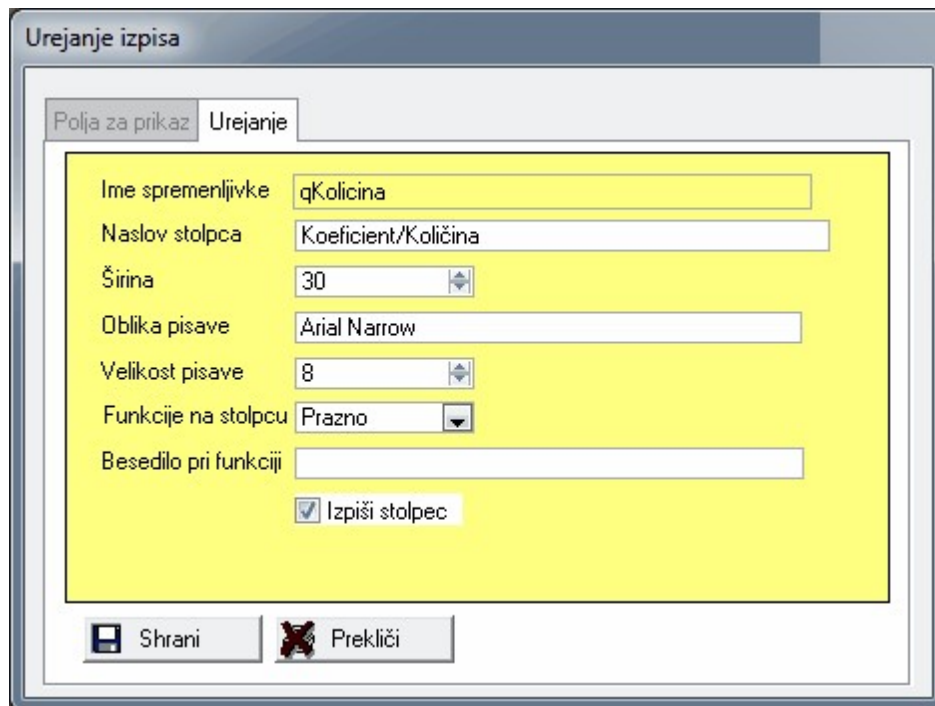 Urejanje izpisa
Polja za prikaz Urejanje
Ime spremenljivke qKolicina
Naslov stolpca Koeficient/Količina
Širina 30
Oblika pisave Arial Narrow
Velikost pisave 8
Funkcije na stolpcu Prazno
Besedilo pri funkciji
Izpiši stolpec
Shrani Prekliči